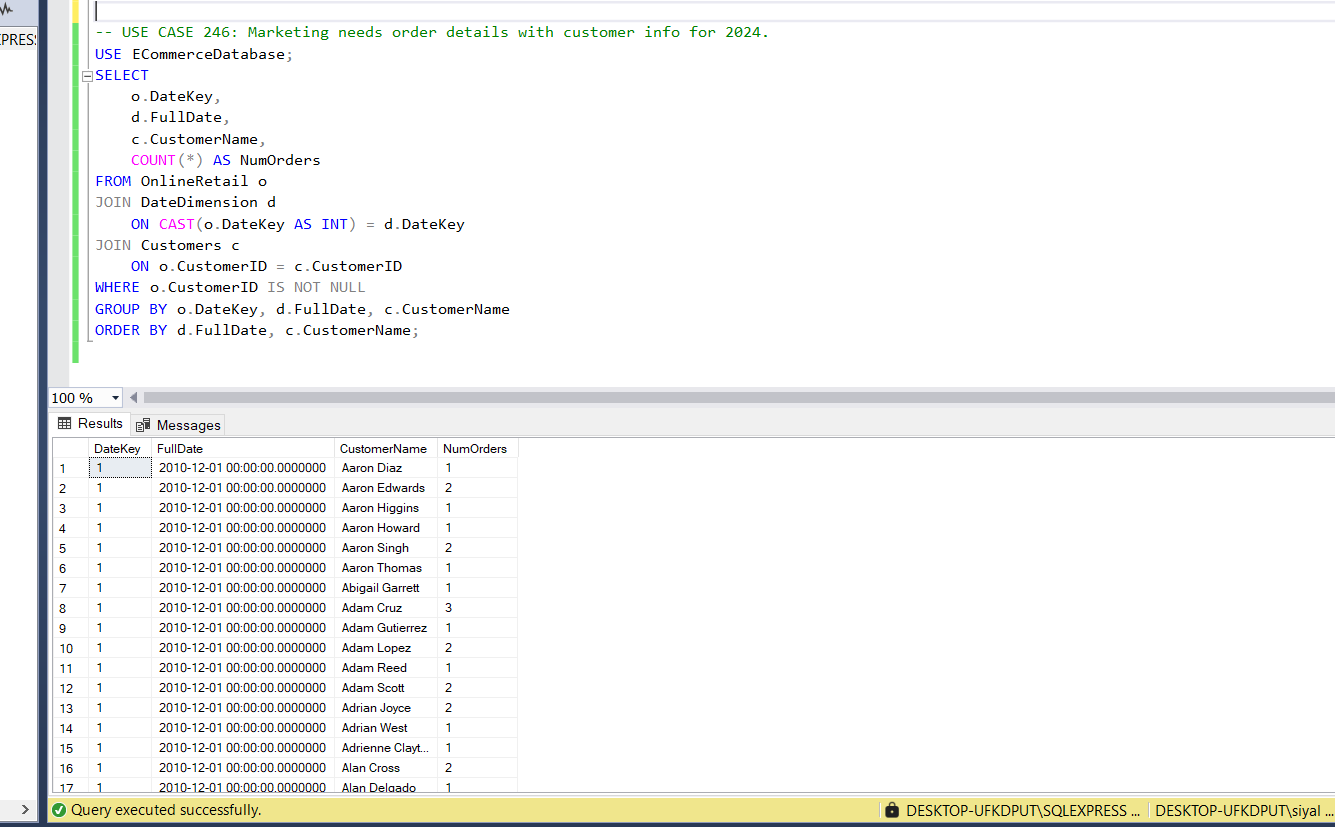 PRESS
-- USE CASE 246: Marketing needs order details with customer info for 2024.
USE ECommerceDatabase;
SELECT
o.DateKey,
d.FullDate,
c.CustomerName,
COUNT(*) AS NumOrders
FROM OnlineRetail o
JOIN DateDimension d
ON CAST(o.DateKey AS INT) = d.DateKey
JOIN Customers c
ON o.CustomerID = c.CustomerID
WHERE o.CustomerID IS NOT NULL
GROUP BY o.DateKey, d.FullDate, c.CustomerName
ORDER BY d.FullDate, c.CustomerName;
100 %
Results Messages
DateKey FullDate CustomerName NumOrders
1 1 2010-12-01 00:00:00.0000000 Aaron Diaz 1
2 1 2010-12-01 00:00:00.0000000 Aaron Edwards 2
3 1 2010-12-01 00:00:00.0000000 Aaron Higgins 1
4 1 2010-12-01 00:00:00.0000000 Aaron Howard 1
5 1 2010-12-01 00:00:00.0000000 Aaron Singh 2
6 1 2010-12-01 00:00:00.0000000 Aaron Thomas 1
7 1 2010-12-01 00:00:00.0000000 Abigail Garrett 1
8 1 2010-12-01 00:00:00.0000000 Adam Cruz 3
9 1 2010-12-01 00:00:00.0000000 Adam Gutierrez 1
10 1 2010-12-01 00:00:00.0000000 Adam Lopez 2
11 1 2010-12-01 00:00:00.0000000 Adam Reed 1
12 1 2010-12-01 00:00:00.0000000 Adam Scott 2
13 1 2010-12-01 00:00:00.0000000 Adrian Joyce 2
14 1 2010-12-01 00:00:00.0000000 Adrian West 1
15 1 2010-12-01 00:00:00.0000000 Adrienne Clayt... 1
16 1 2010-12-01 00:00:00.0000000 Alan Cross 2
17 1 2010-12-01 00:00:00.0000000 Alan Delgado 1
Query executed successfully. DESKTOP-UFKDPUT\SQLEXPRESS ... DESKTOP-UFKDPUT\siyal ...